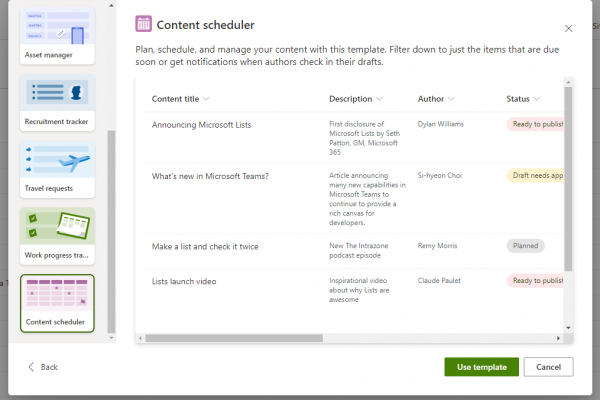 Content scheduler
Plan, schedule, and manage your content with this template. Filter down to just the items that are due
soon or get notifications when authors check in their drafts.
Asset manager
Recruitment tracker
Travel requests
Work progress tra...
Content scheduler
Content title
Description
Author
Status
Announcing Microsoft Lists
First disclosure of
Microsoft Lists by Seth
Patton, GM, Microsoft
365
Dylan Williams
Ready to publish
What's new in Microsoft Teams?
Article announcing
many new capabilities in
Microsoft Teams to
continue to provide a
rich canvas for
developers.
Si-hyeon Choi
Draft needs app
Make a list and check it twice
New The Intrazone
podcast episode
Remy Morris
Planned
Lists launch video
Inspirational video
about why Lists are
awesome
Claude Paulet
Ready to publish
Back
Use template
Cancel